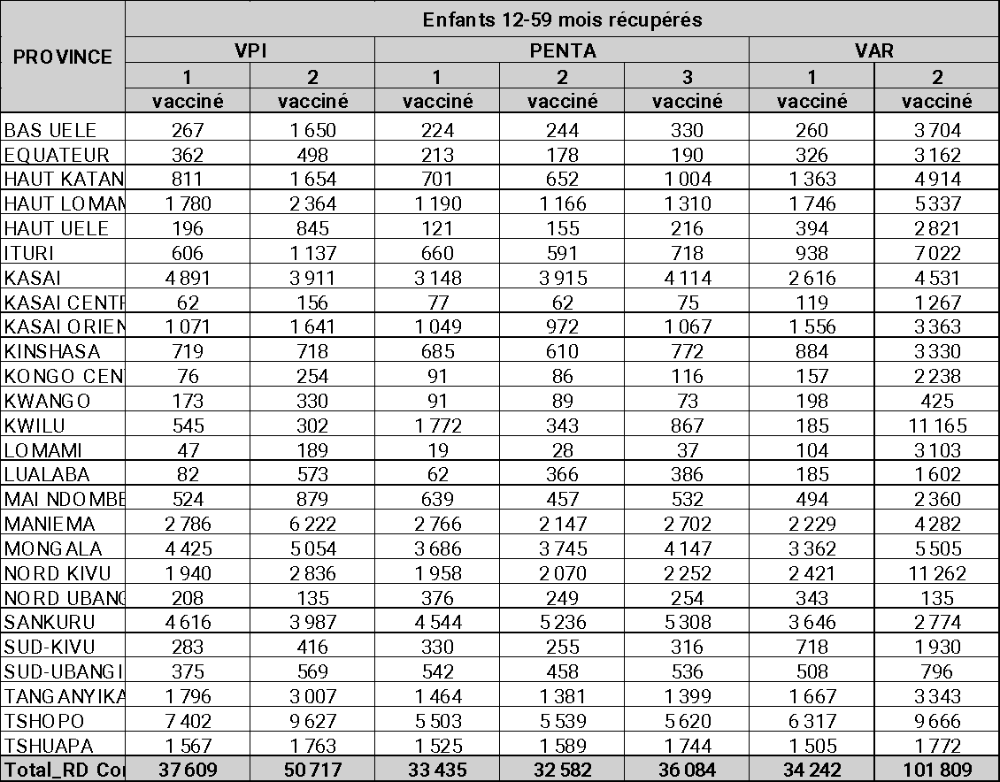 Enfants 12-59 mois récupérés
PROVINCE VPI PENTA VAR
1 2 1 2 3 1 2
vacciné vacciné vacciné vacciné vacciné vacciné vacciné
BAS UELE 267 1 650 224 244 330 260 3 704
EQUATEUR 362 498 213 178 190 326 3 162
HAUT KATAN 811 1 654 701 652 1 004 1 363 4 914
HAUT LOMAM 1 780 2 364 1 190 1 166 1 310 1 746 5 337
HAUT UELE 196 845 121 155 216 394 2 821
ITURI 606 1 137 660 591 718 938 7 022
KASAI 4 891 3 911 3 148 3 915 4 114 2 616 4 531
KASAI CENTR 62 156 77 62 75 119 1 267
KASAI ORIEN 1 071 1 641 1 049 972 1 067 1 556 3 363
KINSHASA 719 718 685 610 772 884 3 330
KONGO CENT 76 254 91 86 116 157 2 238
KWANGO 173 330 91 89 73 198 425
KWILU 545 302 1 772 343 867 185 11 165
LOMAMI 47 189 19 28 37 104 3 103
LUALABA 82 573 62 366 386 185 1 602
MAI NDOMBE 524 879 639 457 532 494 2 360
MANIEMA 2 786 6 222 2 766 2 147 2 702 2 229 4 282
MONGALA 4 425 5 054 3 686 3 745 4 147 3 362 5 505
NORD KIVU 1 940 2 836 1 958 2 070 2 252 2 421 11 262
NORD UBANG 208 135 376 249 254 343 135
SANKURU 4 616 3 987 4 544 5 236 5 308 3 646 2 774
SUD-KIVU 283 416 330 255 316 718 1 930
SUD-UBANGI 375 569 542 458 536 508 796
TANGANYIKA 1 796 3 007 1 464 1 381 1 399 1 667 3 343
TSHOPO 7 402 9 627 5 503 5 539 5 620 6 317 9 666
TSHUAPA 1 567 1 763 1 525 1 589 1 744 1 505 1 772
Total_RD Con 37 609 50 717 33 435 32 582 36 084 34 242 101 809